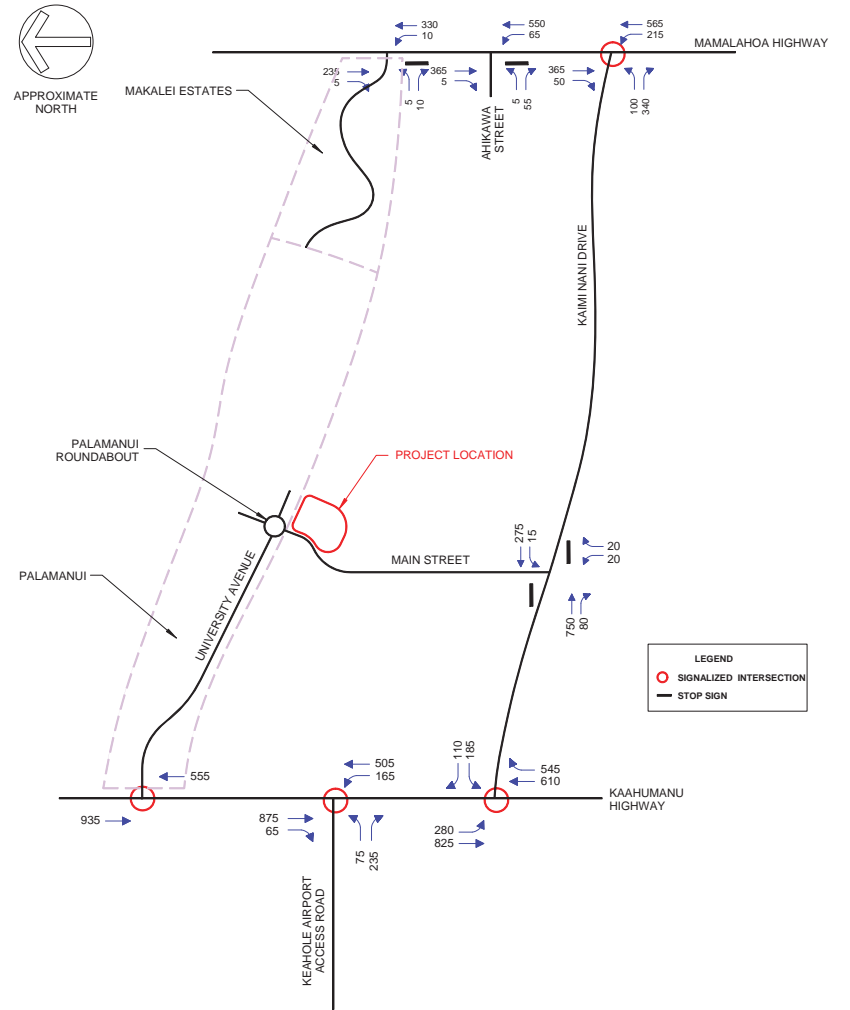 330
10
550
65
565
215
MAMALAHOA HIGHWAY
APPROXIMATE
NORTH
MAKALEI ESTATES
235
5
365
5
365
50
5
10
5
55
100
340
AHIKAWA
STREET
KAIMI NANI DRIVE
PALAMANUI
ROUNDABOUT
PROJECT LOCATION
MAIN STREET
275
15
20
20
750
80
PALAMANUI
UNIVERSITY AVENUE
LEGEND
SIGNALIZED INTERSECTION
STOP SIGN
555
505
165
110
185
545
610
KAAHUMANU
HIGHWAY
935
875
65
75
235
280
825
KEAHOLE AIRPORT
ACCESS ROAD